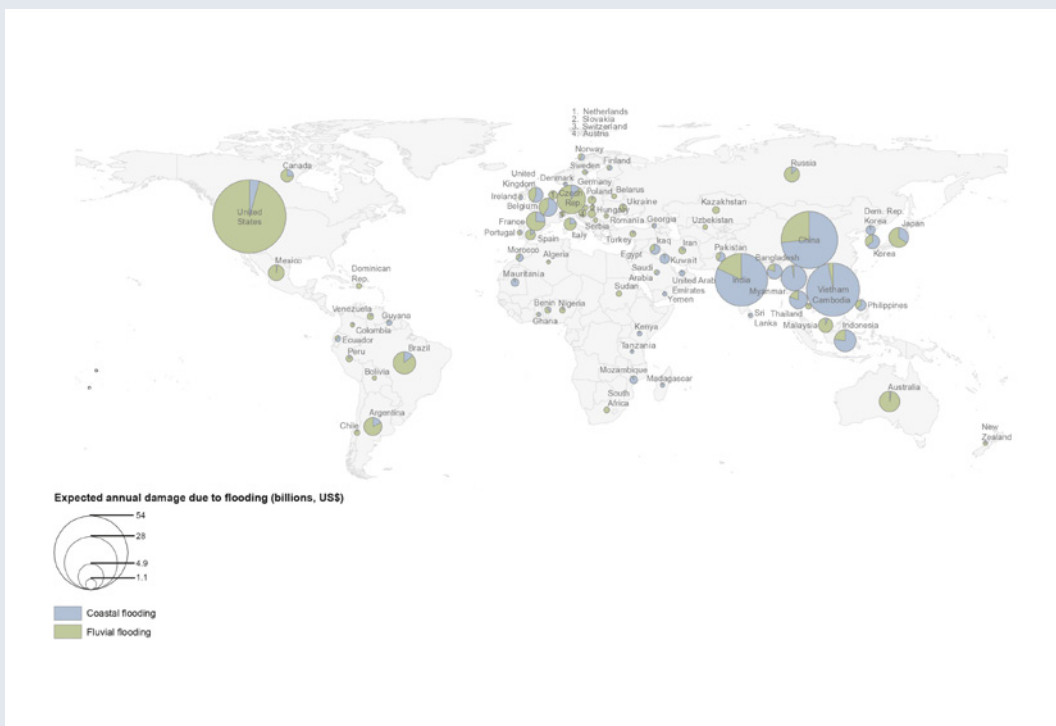 1. Netherlands
2. Slovakia
3. Switzerland
4. Austria
Norway
Sweden
Finland
Russia
Canada
United
Kingdom
Denmark
Germany
Ireland
Czech
Rep.
Poland
Belarus
Belgium
Hungary
Ukraine
Kazakhstan
United
States
France
Romania
Georgia
Uzbekistan
Dem. Rep.
Korea
Japan
Portugal
Spain
Italy
Serbia
Turkey
Iraq
Iran
China
Korea
Morocco
Algeria
Egypt
Kuwait
Pakistan
Bangladesh
Mexico
Dominican
Rep.
Mauritania
Saudi
Arabia
United Arab
Emirates
India
Myanmar
Vietnam
Cambodia
Sudan
Yemen
Philippines
Venezuela
Guyana
Benin
Nigeria
Ghana
Sri
Lanka
Thailand
Malaysia
Indonesia
Colombia
Ecuador
Kenya
Peru
Brazil
Tanzania
Bolivia
Mozambique
Madagascar
South
Africa
Australia
Chile
Argentina
New
Zealand
Expected annual damage due to flooding (billions, US$)
54
28
4.9
1.1
Coastal flooding
Fluvial flooding